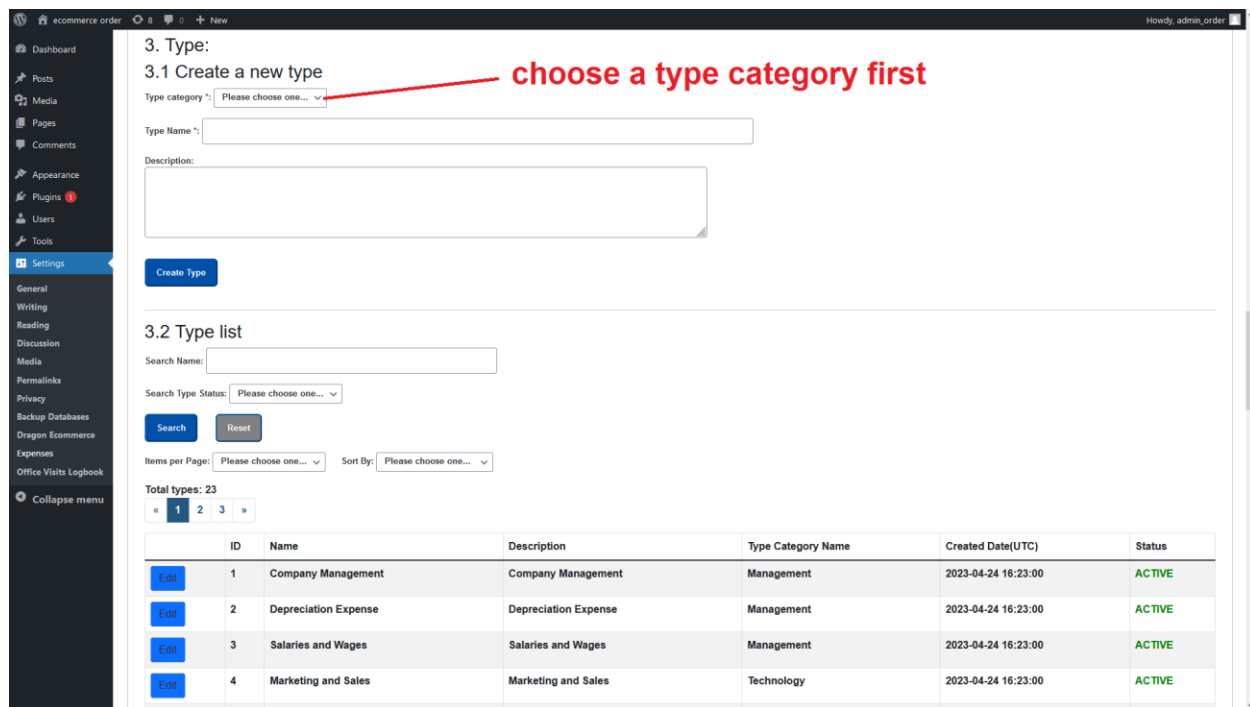 ecommerce order 8 0 + New Howdy, admin_order
Dashboard
Posts
Media
Pages
Comments
Appearance
Plugins 1
Users
Tools
Settings
General
Writing
Reading
Discussion
Media
Permalinks
Privacy
Backup Databases
Dragon Ecommerce
Expenses
Office Visits Logbook
Collapse menu
3. Type:
3.1 Create a new type
choose a type category first
Type category *: Please choose one...
Type Name *:
Description:
Create Type
3.2 Type list
Search Name:
Search Type Status: Please choose one...
Search Reset
Items per Page: Please choose one... Sort By: Please choose one...
Total types: 23
« 1 2 3 »
ID Name Description Type Category Name Created Date(UTC) Status
Edit 1 Company Management Company Management Management 2023-04-24 16:23:00 ACTIVE
Edit 2 Depreciation Expense Depreciation Expense Management 2023-04-24 16:23:00 ACTIVE
Edit 3 Salaries and Wages Salaries and Wages Management 2023-04-24 16:23:00 ACTIVE
Edit 4 Marketing and Sales Marketing and Sales Technology 2023-04-24 16:23:00 ACTIVE